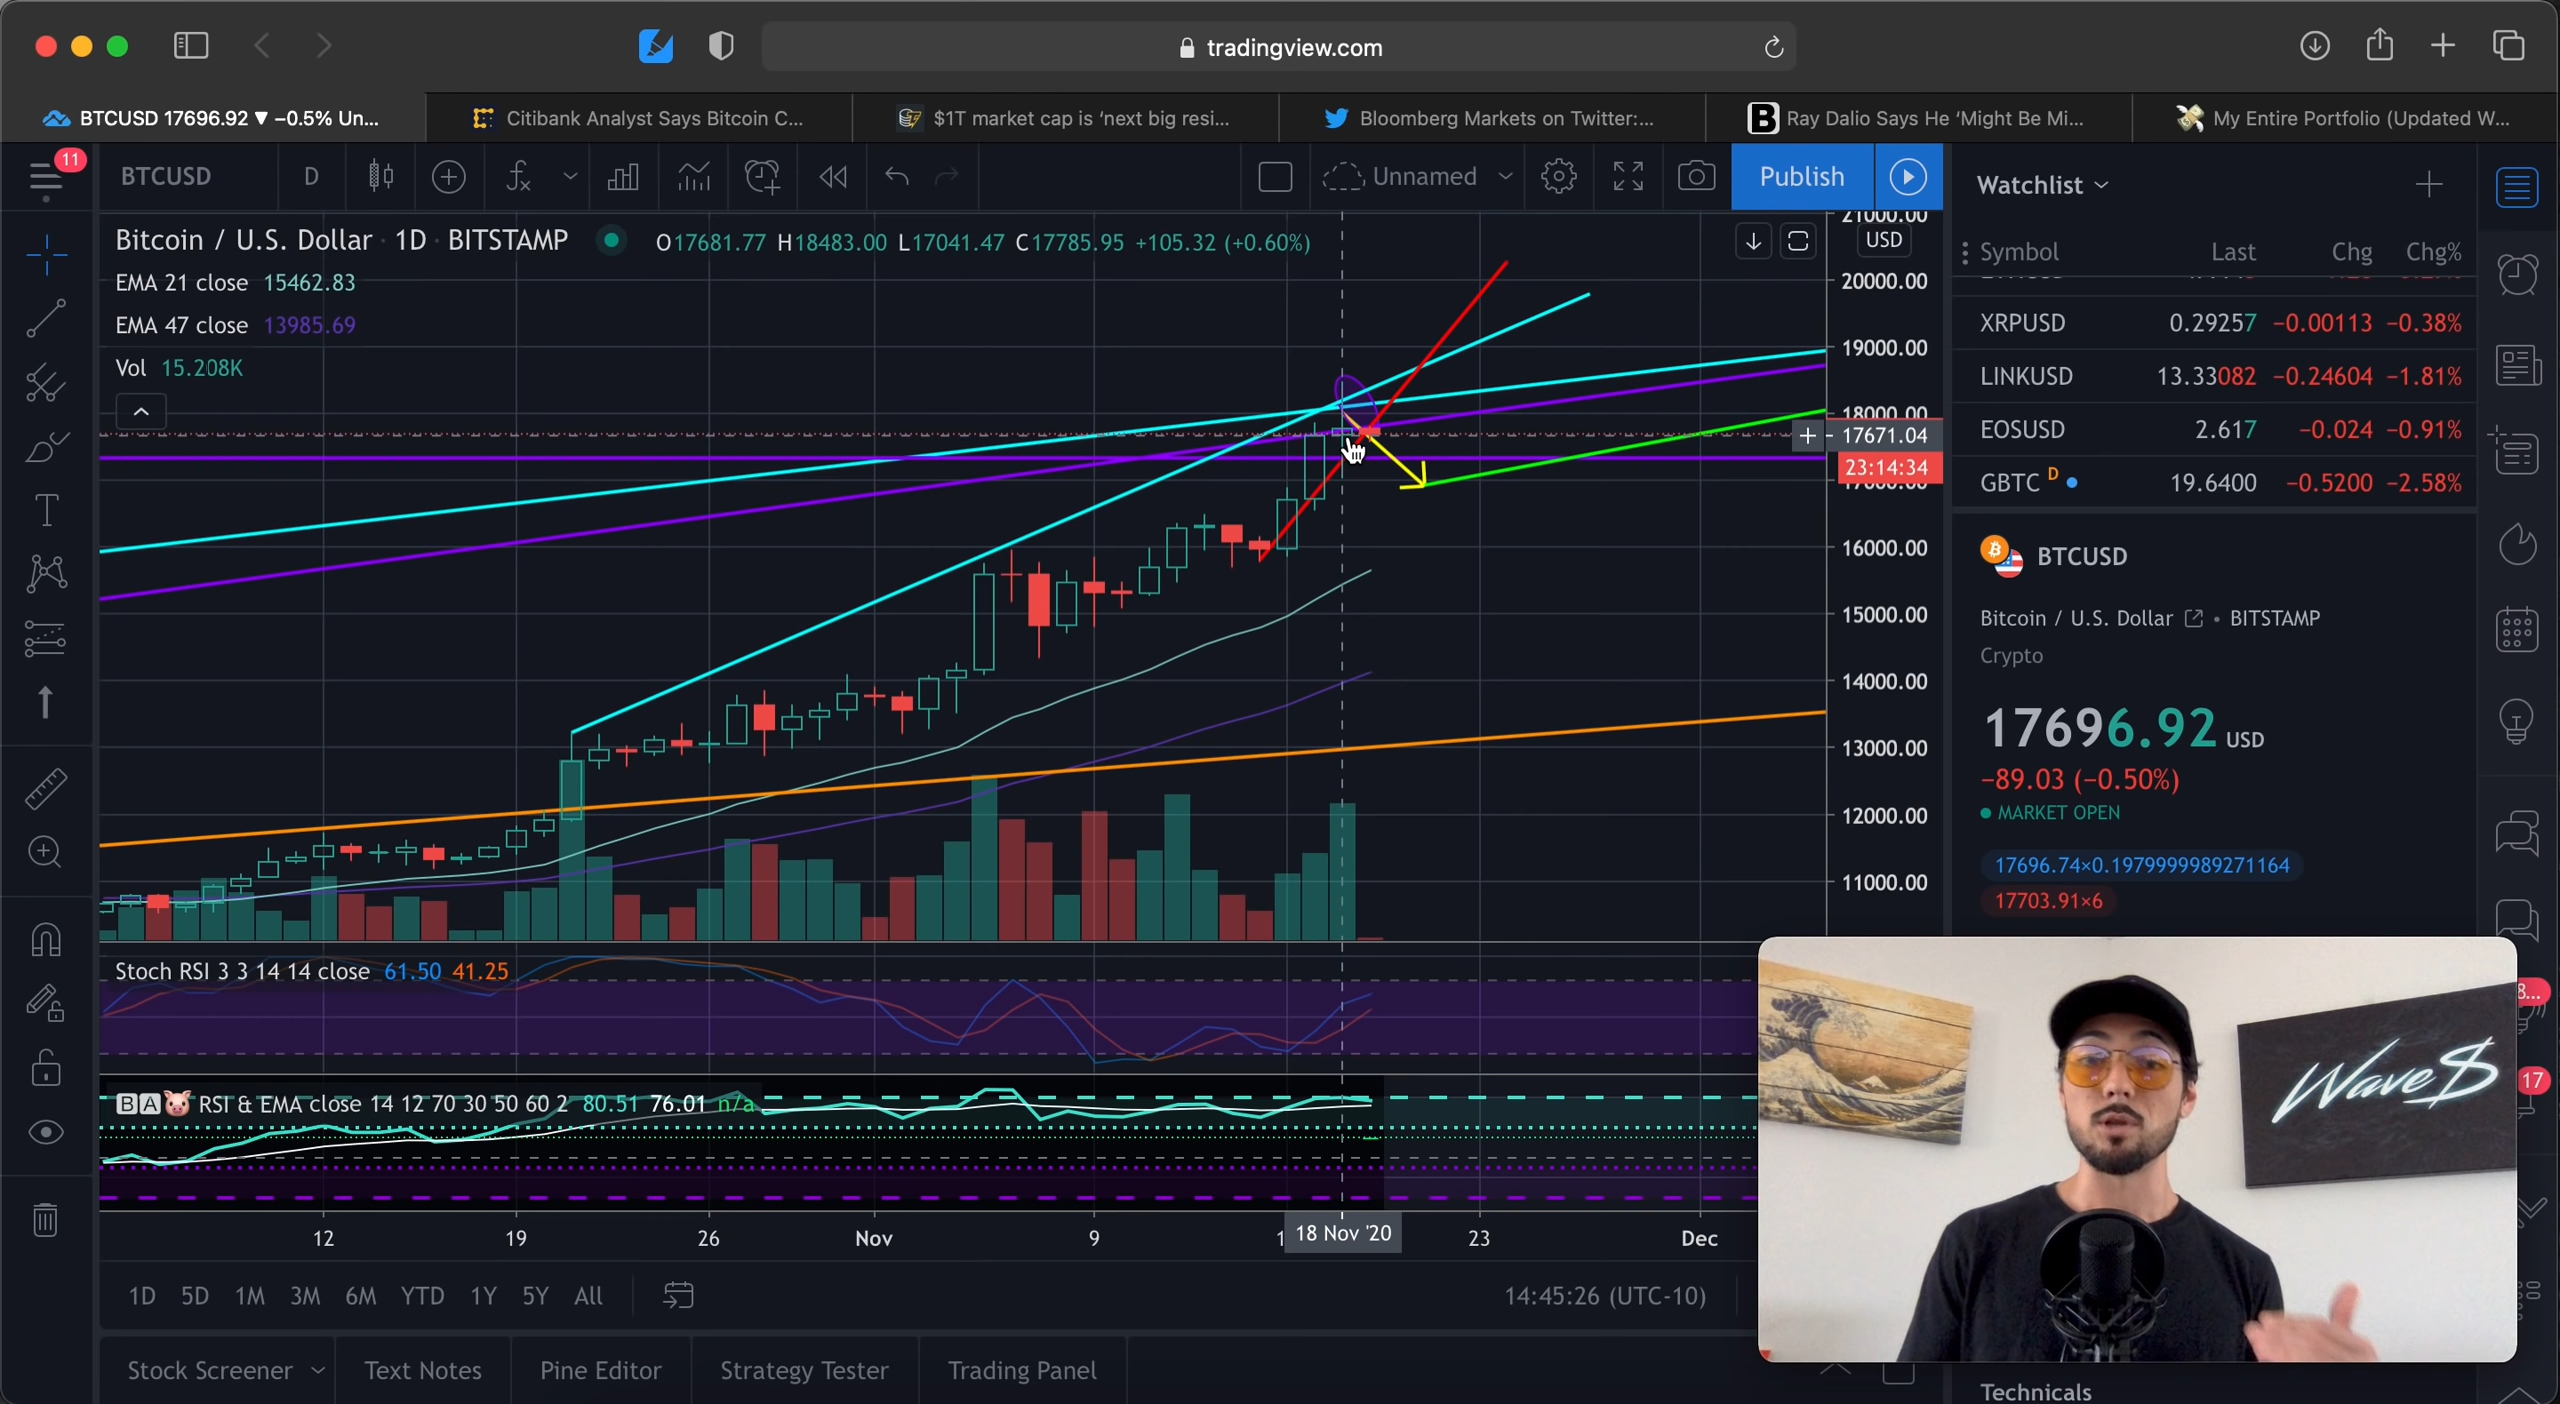 tradingview.com
BTCUSD 17696.92 ▼ −0.5% Un...
Citibank Analyst Says Bitcoin C...
$1T market cap is ‘next big resi...
Bloomberg Markets on Twitter:...
Ray Dalio Says He ‘Might Be Mi...
My Entire Portfolio (Updated W...
11
BTCUSD
D
Unnamed
Publish
Bitcoin / U.S. Dollar · 1D · BITSTAMP
O17681.77 H18483.00 L17041.47 C17785.95 +105.32 (+0.60%)
EMA 21 close 15462.83
EMA 47 close 13985.69
Vol 15.208K
21000.00
USD
20000.00
19000.00
18000.00
17671.04
23:14:34
17000.00
16000.00
15000.00
14000.00
13000.00
12000.00
11000.00
Stoch RSI 3 3 14 14 close 61.50 41.25
BA RSI & EMA close 14 12 70 30 50 60 2 80.51 76.01 n/a
12
19
26
Nov
9
1
18 Nov '20
23
Dec
1D 5D 1M 3M 6M YTD 1Y 5Y All
14:45:26 (UTC-10)
Stock Screener
Text Notes
Pine Editor
Strategy Tester
Trading Panel
Watchlist
Symbol Last Chg Chg%
XRPUSD 0.29257 −0.00113 −0.38%
LINKUSD 13.33082 −0.24604 −1.81%
EOSUSD 2.617 −0.024 −0.91%
GBTC D 19.6400 −0.5200 −2.58%
BTCUSD
Bitcoin / U.S. Dollar • BITSTAMP
Crypto
17696.92 USD
−89.03 (−0.50%)
MARKET OPEN
17696.74×0.1979999989271164
17703.91×6
Wave$
8...
17
Technicals